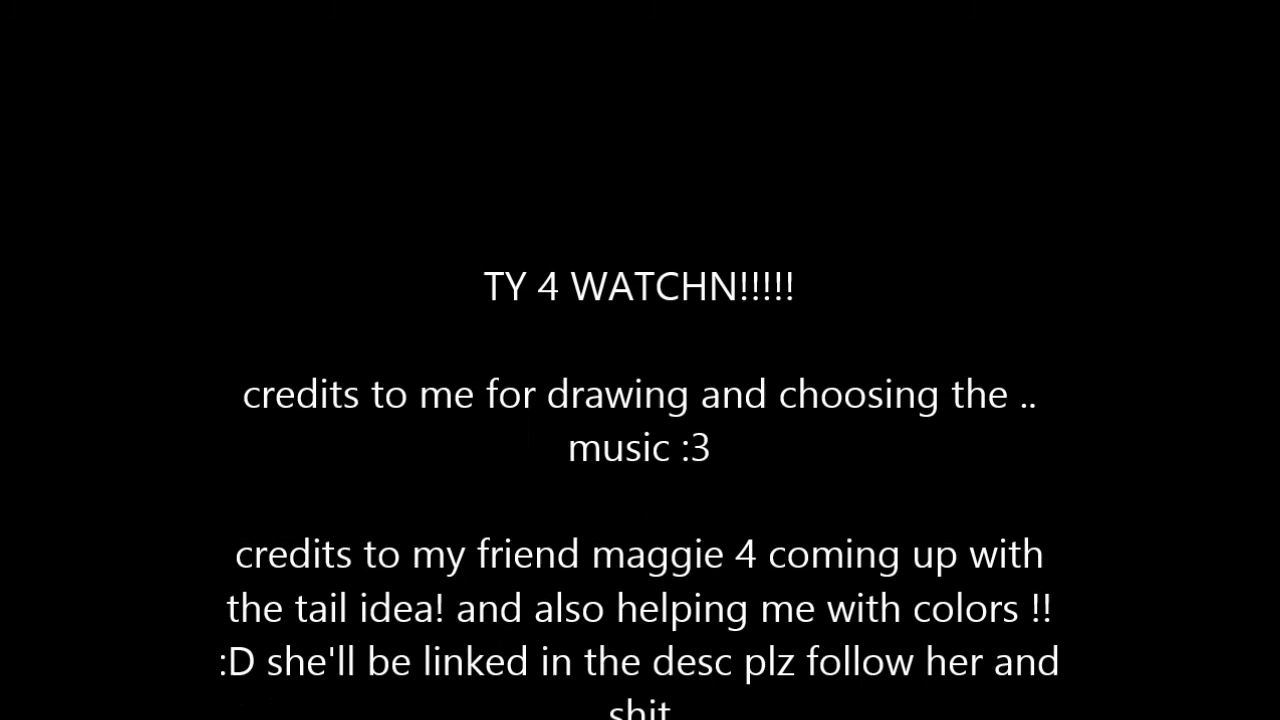 TY 4 WATCHN!!!!!
credits to me for drawing and choosing the ..
music :3
credits to my friend maggie 4 coming up with
the tail idea! and also helping me with colors !!
:D she'll be linked in the desc plz follow her and
shit